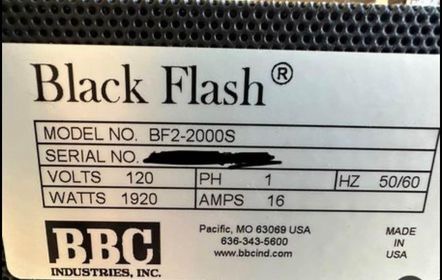 Black Flash®
MODEL NO. BF2-2000S
SERIAL NO.
VOLTS 120 PH 1 HZ 50/60
WATTS 1920 AMPS 16
BBC
INDUSTRIES, INC.
Pacific, MO 63069 USA
636-343-5600
www.bbcind.com
MADE
IN
USA